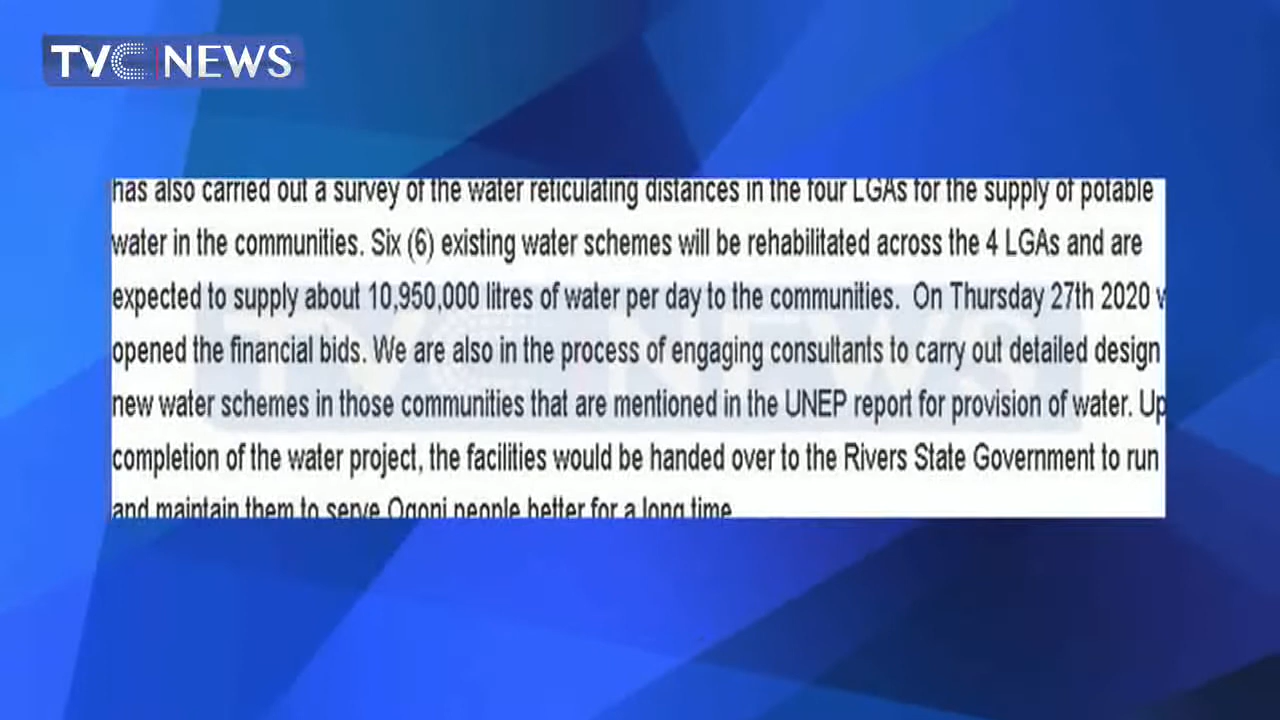 TVC NEWS
has also carried out a survey of the water reticulating distances in the four LGAs for the supply of potable
water in the communities. Six (6) existing water schemes will be rehabilitated across the 4 LGAs and are
expected to supply about 10,950,000 litres of water per day to the communities. On Thursday 27th 2020
opened the financial bids. We are also in the process of engaging consultants to carry out detailed design
new water schemes in those communities that are mentioned in the UNEP report for provision of water. Up
completion of the water project, the facilities would be handed over to the Rivers State Government to run
and maintain them to serve Ogoni people better for a long time
TVC NEWS